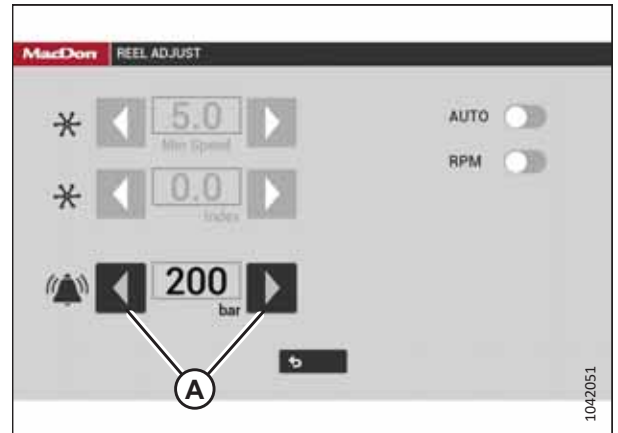 MacDon REEL ADJUST
5.0 AUTO
Min Speed
RPM
0.0
Index
200
bar
A
1042051